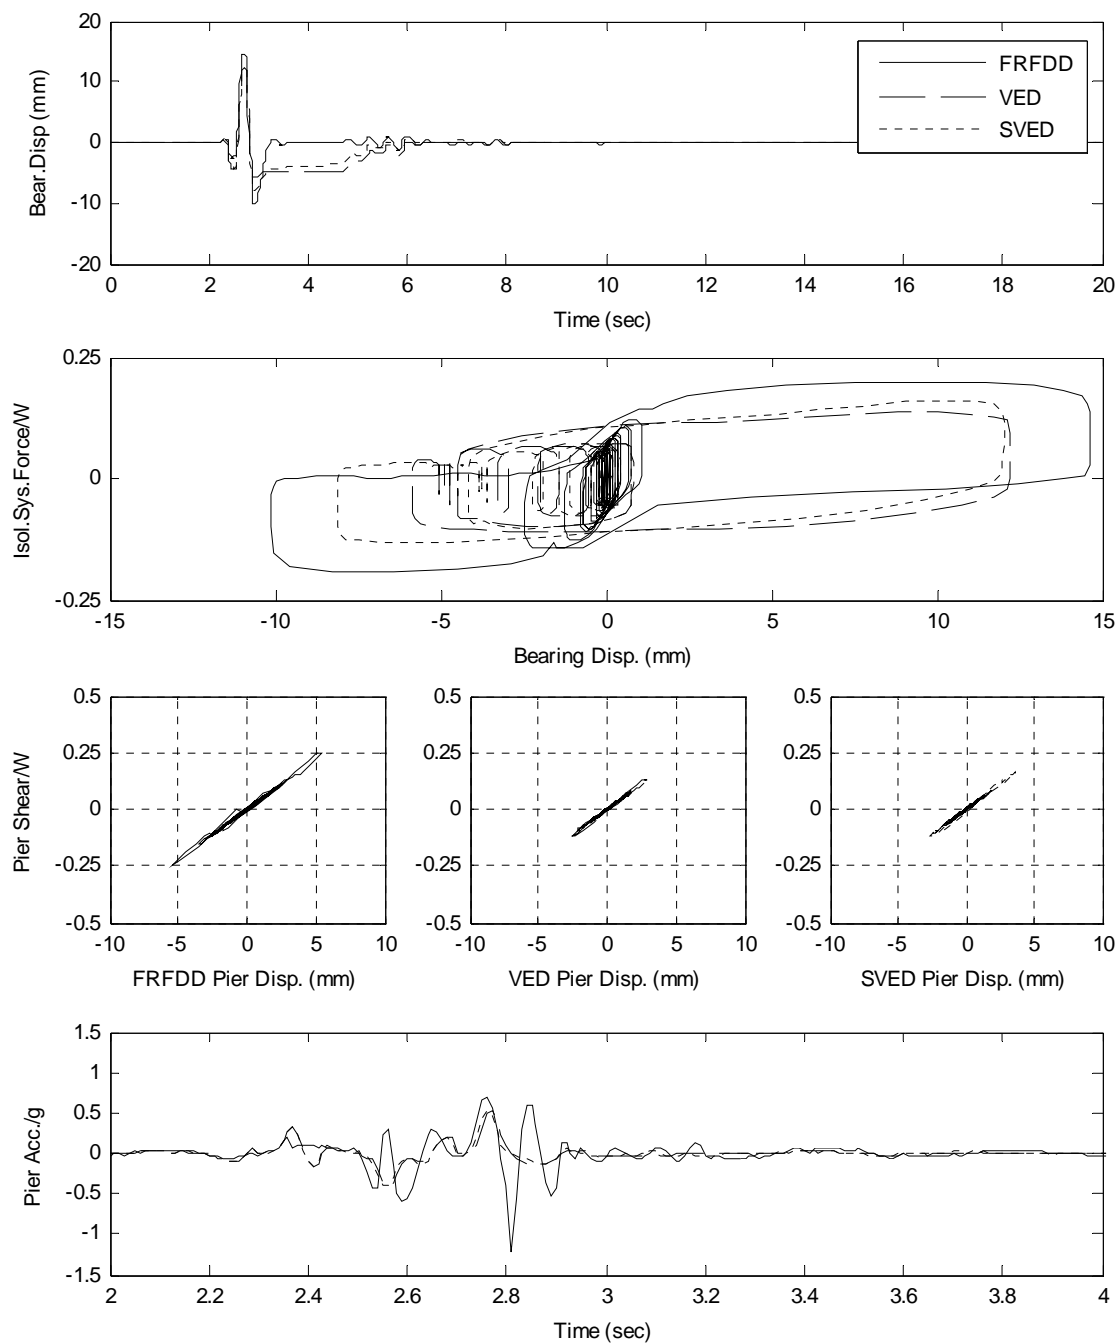 20
10
0
-10
-20
Bear.Disp (mm)
FRFDD
VED
SVED
0 2 4 6 8 10 12 14 16 18 20
Time (sec)
0.25
0
-0.25
Isol.Sys.Force/W
-15 -10 -5 0 5 10 15
Bearing Disp. (mm)
0.5
0.25
0
-0.25
-0.5
Pier Shear/W
-10 -5 0 5 10
FRFDD Pier Disp. (mm)
0.5
0.25
0
-0.25
-0.5
-10 -5 0 5 10
VED Pier Disp. (mm)
0.5
0.25
0
-0.25
-0.5
-10 -5 0 5 10
SVED Pier Disp. (mm)
1.5
1
0.5
0
-0.5
-1
-1.5
Pier Acc./g
2 2.2 2.4 2.6 2.8 3 3.2 3.4 3.6 3.8 4
Time (sec)